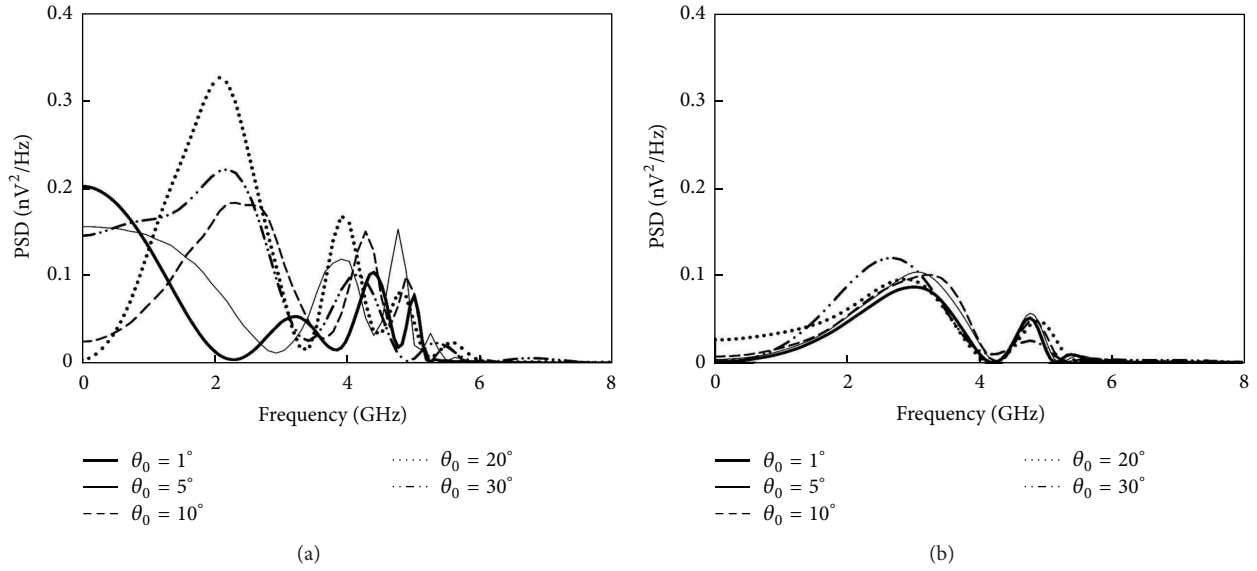 0.4
0.3
0.2
0.1
0
PSD (nV²/Hz)
0 2 4 6 8
Frequency (GHz)
θ₀ = 1°
θ₀ = 5°
θ₀ = 10°
θ₀ = 20°
θ₀ = 30°
(a)
0.4
0.3
0.2
0.1
0
PSD (nV²/Hz)
0 2 4 6 8
Frequency (GHz)
θ₀ = 1°
θ₀ = 5°
θ₀ = 10°
θ₀ = 20°
θ₀ = 30°
(b)